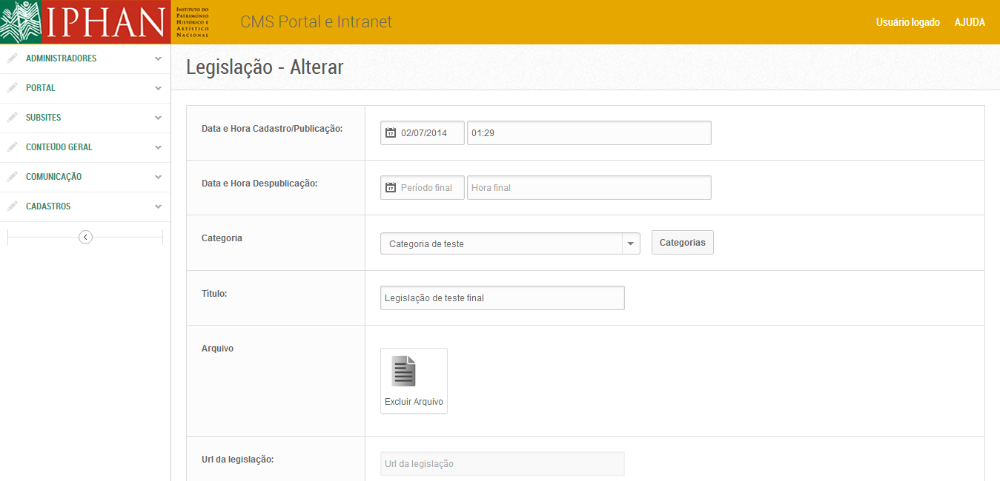 IPHAN
INSTITUTO DO
PATRIMÔNIO
HISTÓRICO E
ARTÍSTICO
NACIONAL
CMS Portal e Intranet
Usuário logado
AJUDA
ADMINISTRADORES
PORTAL
SUBSITES
CONTEÚDO GERAL
COMUNICAÇÃO
CADASTROS
Legislação - Alterar
Data e Hora Cadastro/Publicação:
17 02/07/2014
01:29
Data e Hora Despublicação:
17 Período final
Hora final
Categoria
Categoria de teste
Categorias
Título:
Legislação de teste final
Arquivo
Excluir Arquivo
Url da legislação:
Url da legislação